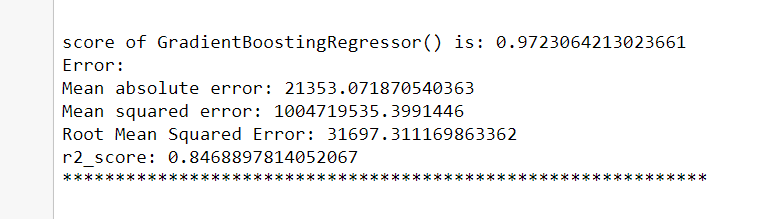 score of GradientBoostingRegressor() is: 0.9723064213023661
Error:
Mean absolute error: 21353.071870540363
Mean squared error: 1004719535.3991446
Root Mean Squared Error: 31697.311169863362
r2_score: 0.8468897814052067
*************************************************************